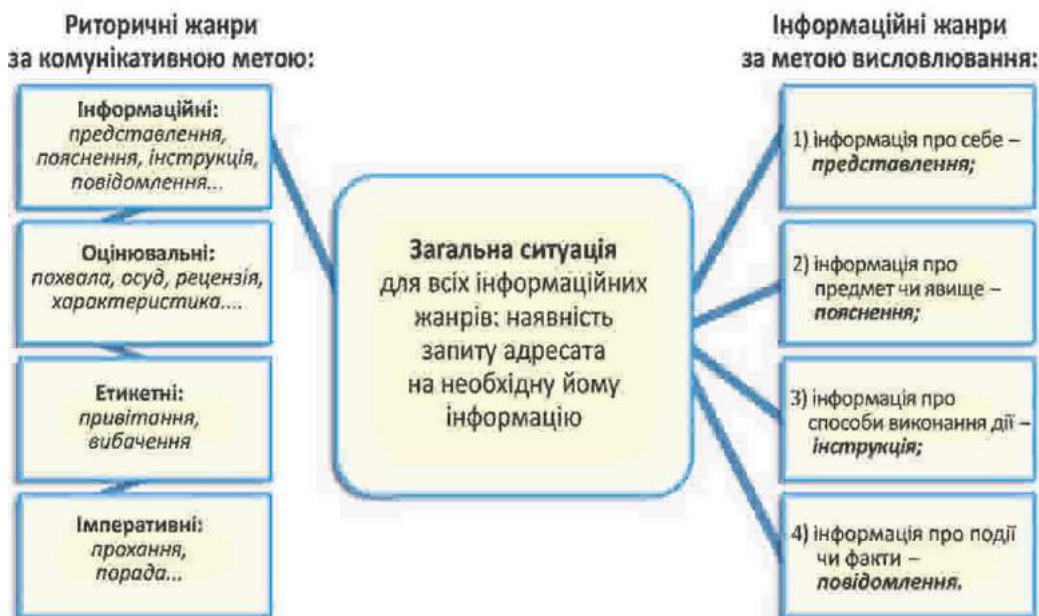 Риторичні жанри
за комунікативною метою:
Інформаційні:
представлення,
пояснення, інструкція,
повідомлення...
Оцінювальні:
похвала, осуд, рецензія,
характеристика....
Етикетні:
привітання,
вибачення
Імперативні:
прохання,
порада...
Загальна ситуація
для всіх інформаційних
жанрів: наявність
запиту адресата
на необхідну йому
інформацію
Інформаційні жанри
за метою висловлювання:
1) інформація про себе –
представлення;
2) інформація про
предмет чи явище –
пояснення;
3) інформація про
способи виконання дії –
інструкція;
4) інформація про події
чи факти –
повідомлення.